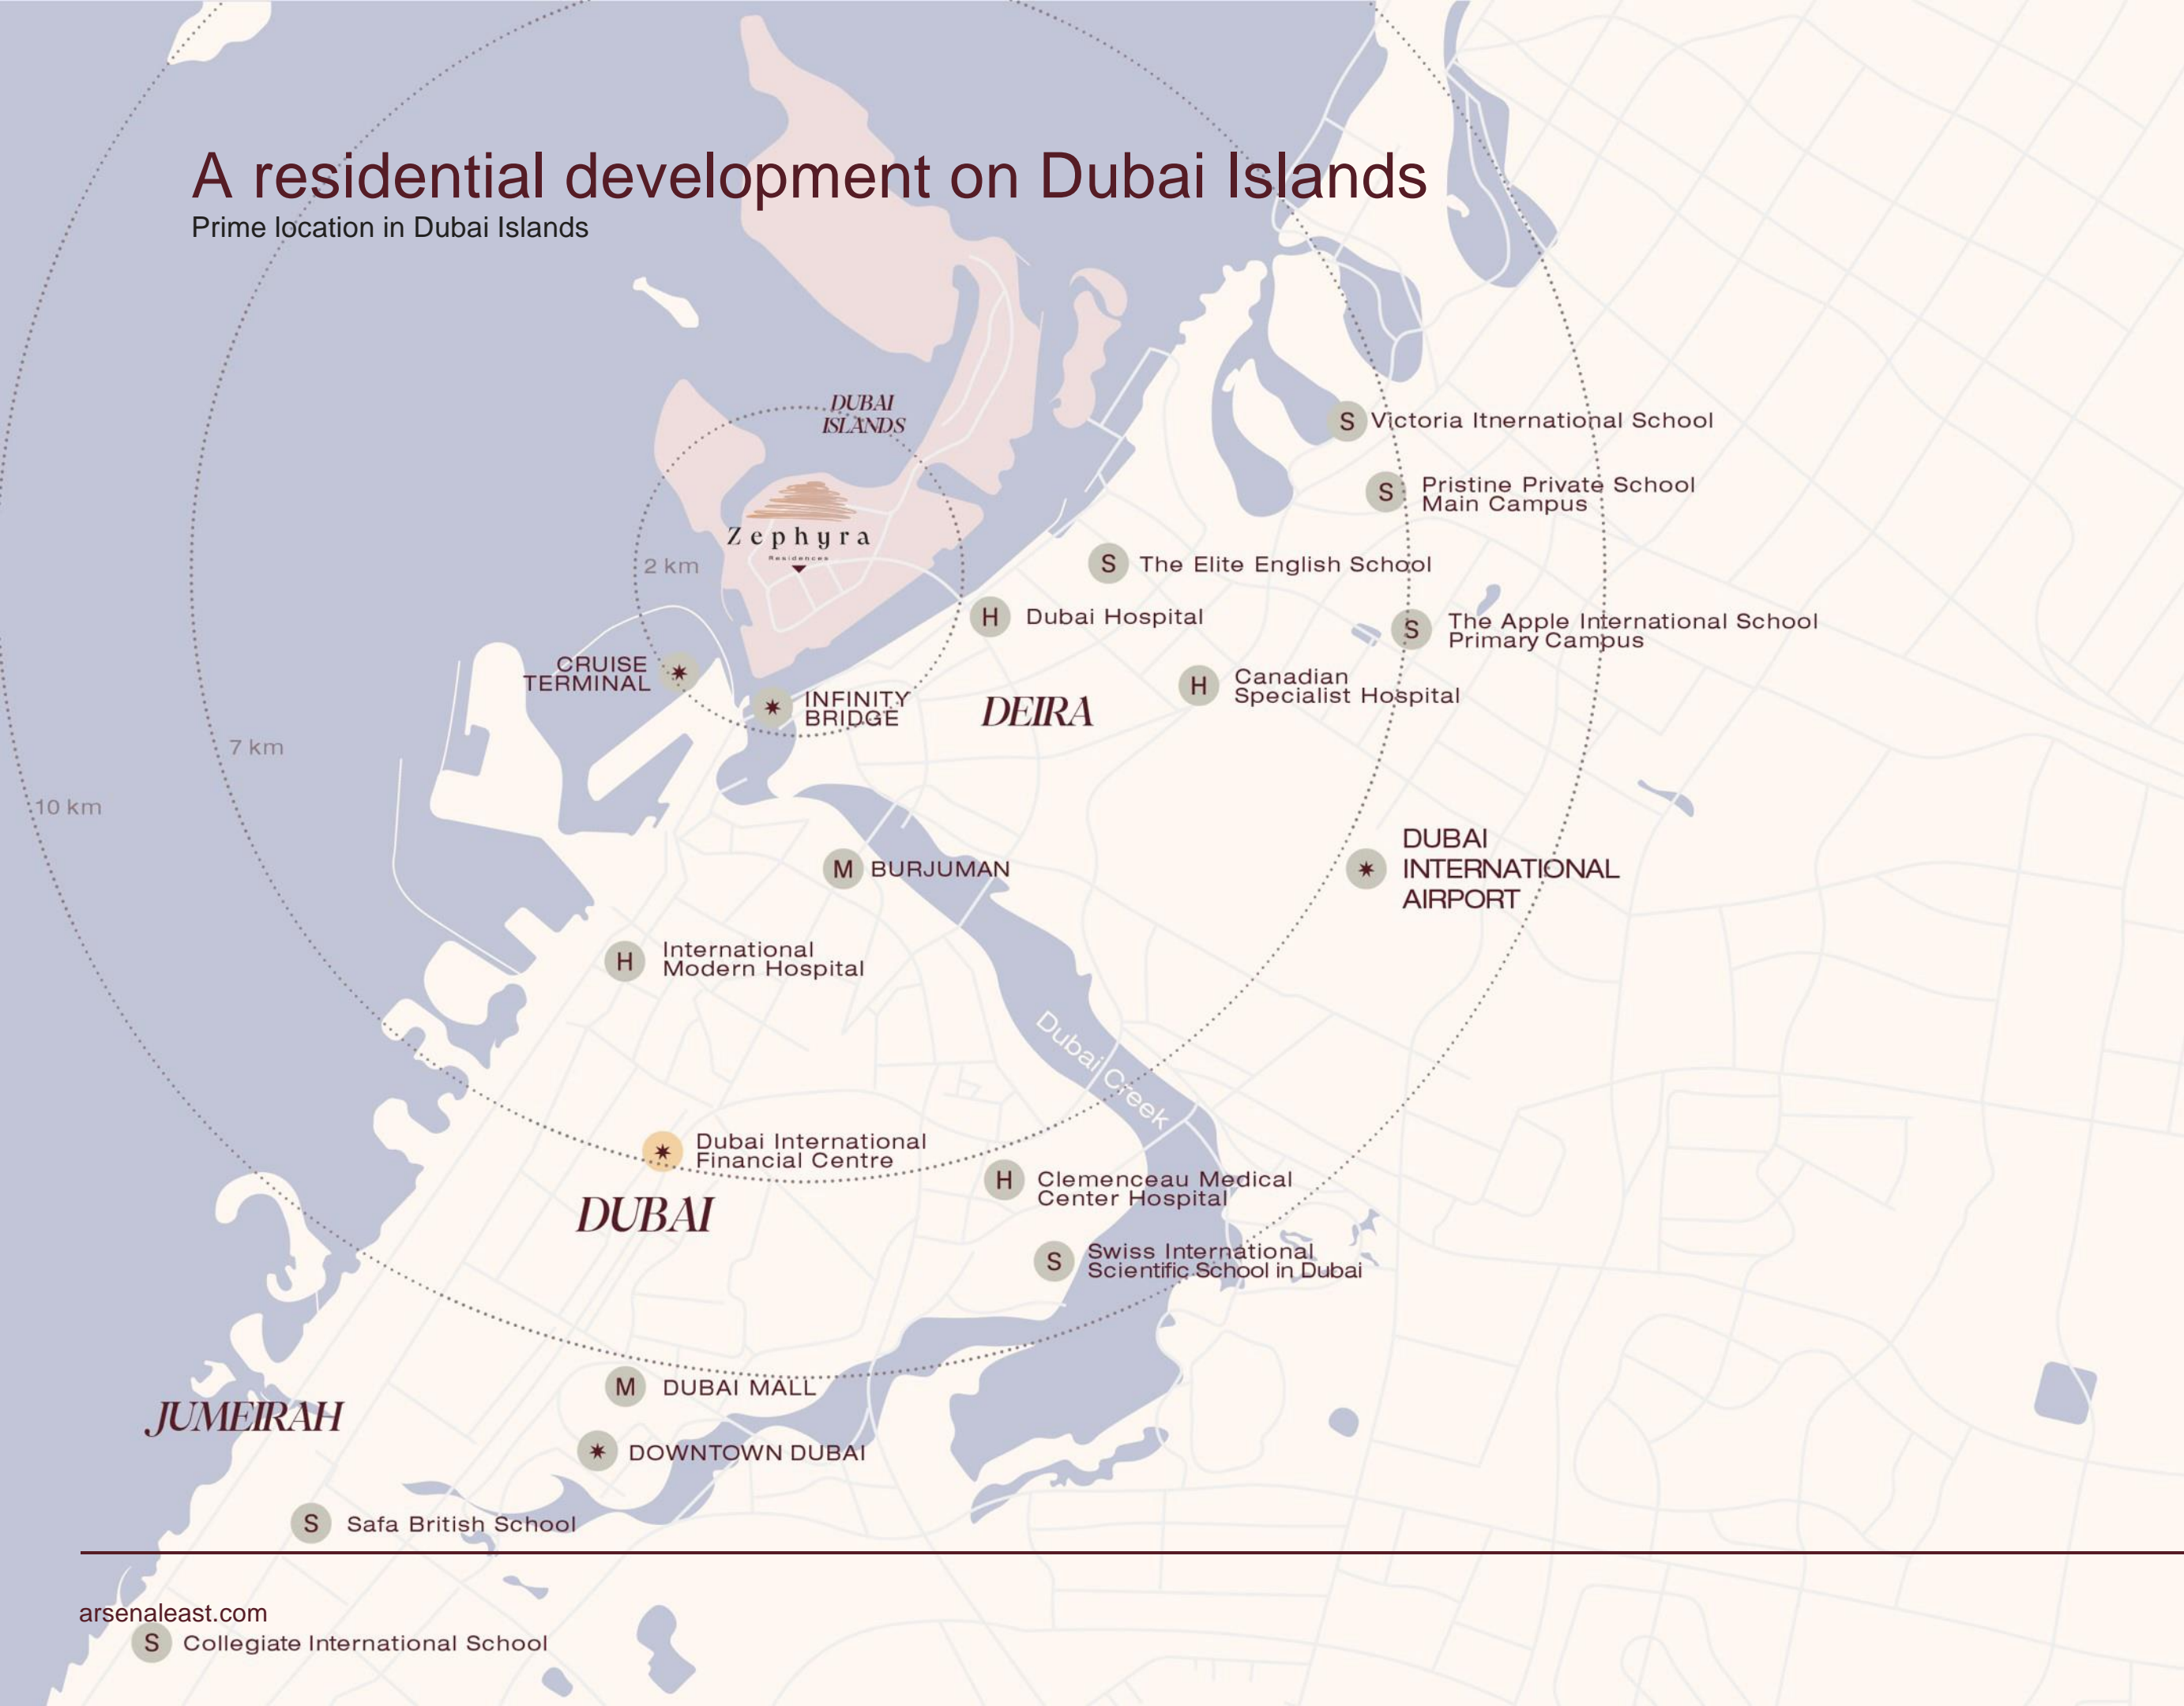 A residential development on Dubai Islands
Prime location in Dubai Islands
DUBAI
ISLANDS
S Victoria Itnernational School
S Pristine Private School
Main Campus
Zephyra
Residences
2 km
S The Elite English School
H Dubai Hospital
S The Apple International School
Primary Campus
CRUISE
TERMINAL
H Canadian
Specialist Hospital
INFINITY
BRIDGE
DEIRA
7 km
10 km
M BURJUMAN
DUBAI
INTERNATIONAL
AIRPORT
H International
Modern Hospital
Dubai Creek
Dubai International
Financial Centre
H Clemenceau Medical
Center Hospital
DUBAI
S Swiss International
Scientific School in Dubai
M DUBAI MALL
JUMEIRAH
DOWNTOWN DUBAI
S Safa British School
arsenaleast.com
S Collegiate International School